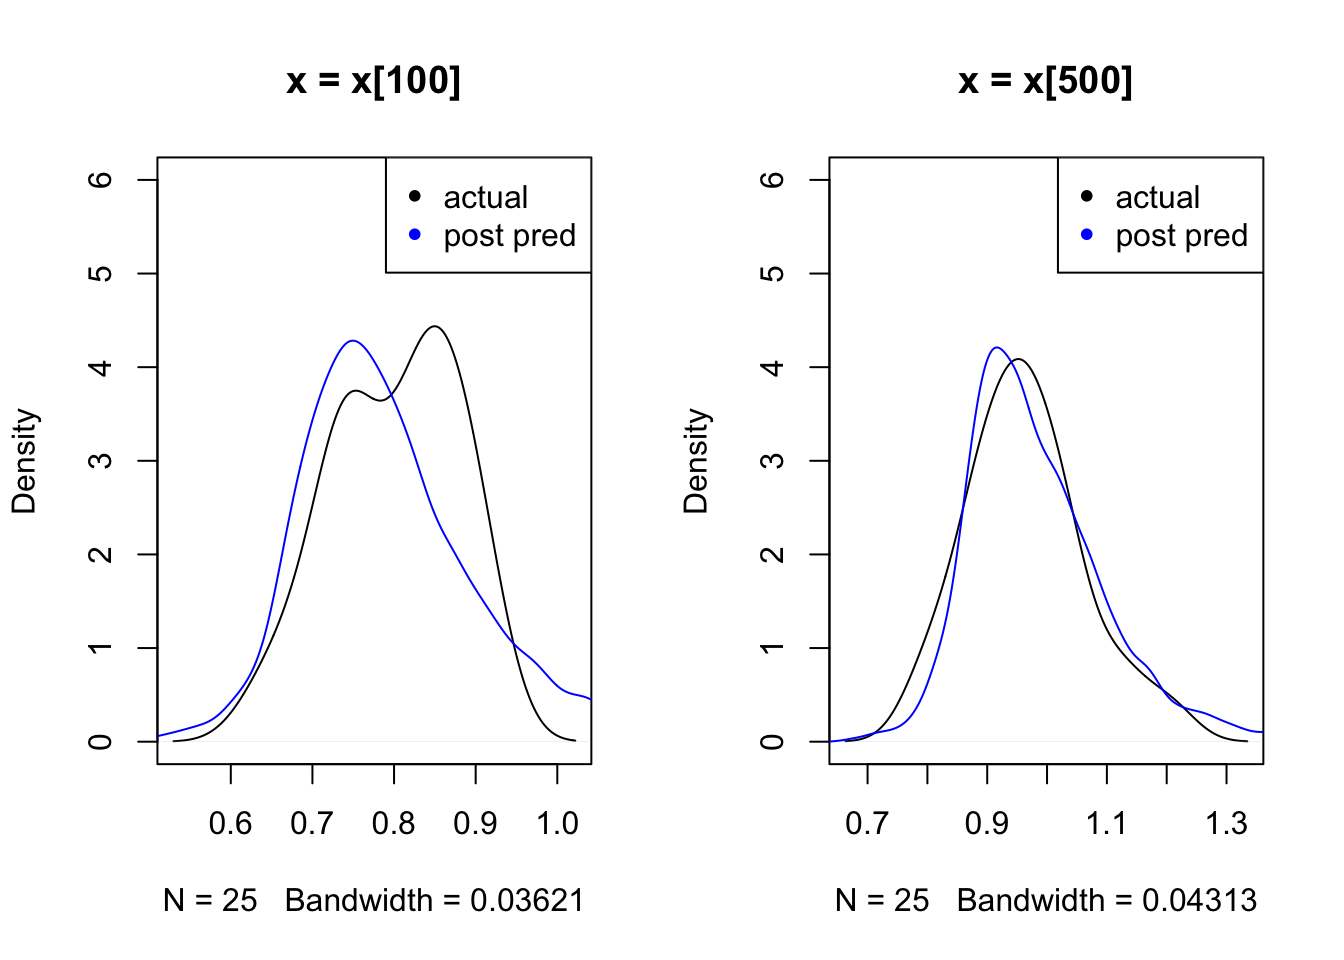 x = x[100]
Density
6
5
4
3
2
1
0
actual
post pred
0.6 0.7 0.8 0.9 1.0
N = 25 Bandwidth = 0.03621
x = x[500]
Density
6
5
4
3
2
1
0
actual
post pred
0.7 0.9 1.1 1.3
N = 25 Bandwidth = 0.04313